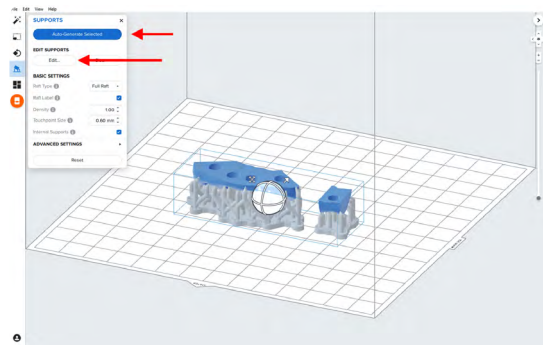 File Edit View Help
SUPPORTS ×
Auto-Generate Selected
EDIT SUPPORTS
Edit...
BASIC SETTINGS
Raft Type Full Raft
Raft Label
Density 1.00
Touchpoint Size 0.60 mm
Internal Supports
ADVANCED SETTINGS
Reset